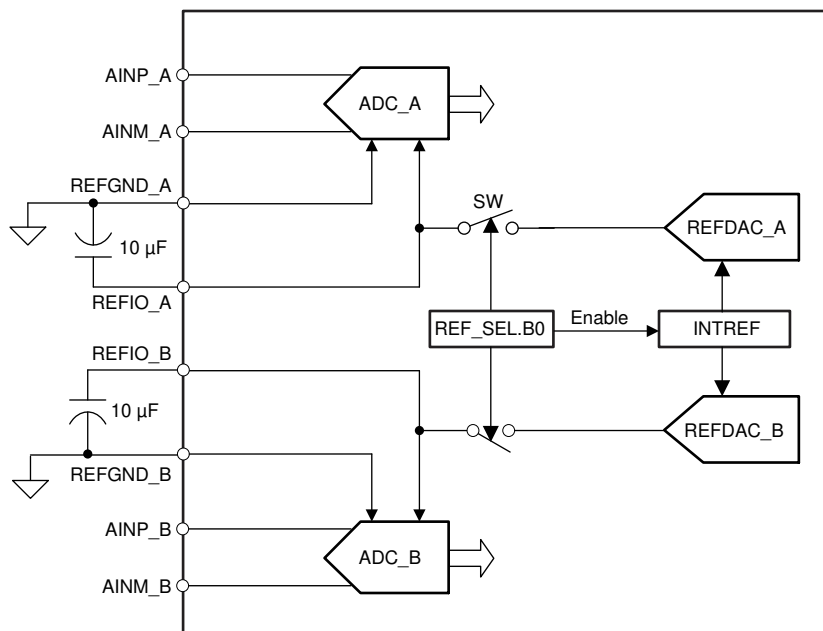 AINP_A
ADC_A
AINM_A
REFGND_A
SW
10 µF
REFDAC_A
REFIO_A
REF_SEL.B0
Enable
INTREF
REFIO_B
10 µF
REFDAC_B
REFGND_B
AINP_B
ADC_B
AINM_B